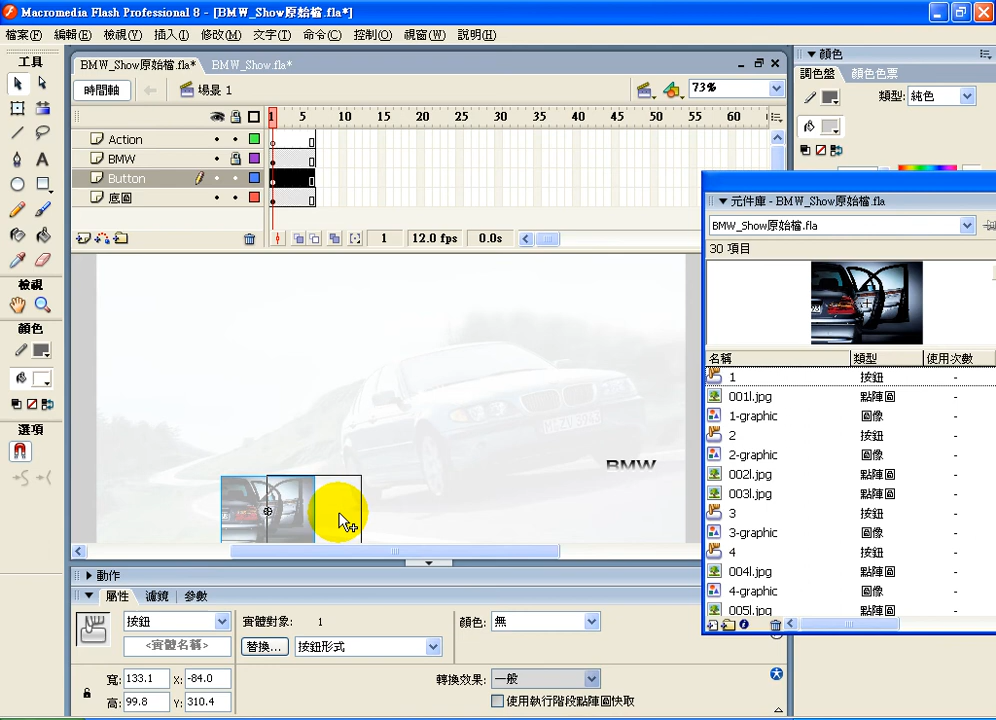 Macromedia Flash Professional 8 - [BMW_Show原始檔.fla*]
檔案(F) 編輯(E) 檢視(V) 插入(I) 修改(M) 文字(T) 命令(C) 控制(O) 視窗(W) 說明(H)
工具
檢視
顏色
選項
BMW_Show原始檔.fla* BMW_Show.fla*
時間軸 場景 1 73%
1 5 10 15 20 25 30 35 40 45 50 55 60
Action
BMW
Button
底圖
1 12.0 fps 0.0s
BMW
動作
屬性 濾鏡 參數
按鈕 實體對象: 1 顏色: 無
<實體名稱> 替換... 按鈕形式
寬: 133.1 X: -84.0 轉換效果: 一般
高: 99.8 Y: 310.4 使用執行階段點陣圖快取
顏色
調色盤 顏色色票
類型: 純色
元件庫 - BMW_Show原始檔.fla
BMW_Show原始檔.fla
30 項目
名稱 類型 使用次數
1 按鈕 -
001l.jpg 點陣圖 -
1-graphic 圖像 -
2 按鈕 -
2-graphic 圖像 -
002l.jpg 點陣圖 -
003l.jpg 點陣圖 -
3 按鈕 -
3-graphic 圖像 -
4 按鈕 -
004l.jpg 點陣圖 -
4-graphic 圖像 -
005l.jpg 點陣圖 -